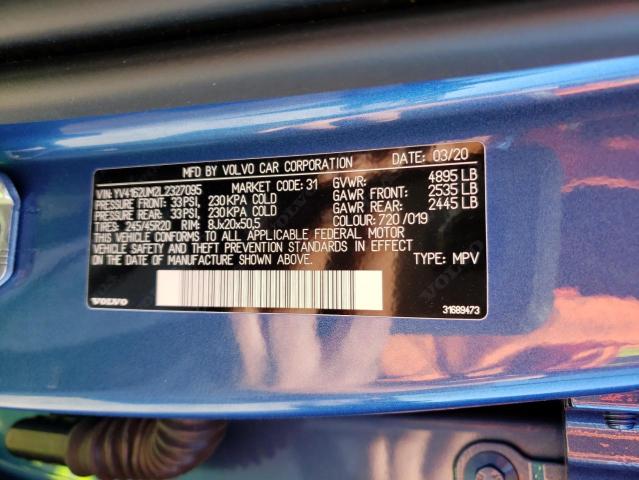 MFD BY VOLVO CAR CORPORATION DATE: 03/20
VIN: YV4162UM2L2327095 MARKET CODE: 31 GVWR: 4895 LB
PRESSURE FRONT: 33PSI, 230KPA COLD GAWR FRONT: 2535 LB
PRESSURE REAR: 33PSI, 230KPA COLD GAWR REAR: 2445 LB
TIRES: 245/45R20 RIM: 8Jx20x50,5 COLOUR: 720/019
THIS VEHICLE CONFORMS TO ALL APPLICABLE FEDERAL MOTOR
VEHICLE SAFETY AND THEFT PREVENTION STANDARDS IN EFFECT
ON THE DATE OF MANUFACTURE SHOWN ABOVE. TYPE: MPV
VOLVO 31689473